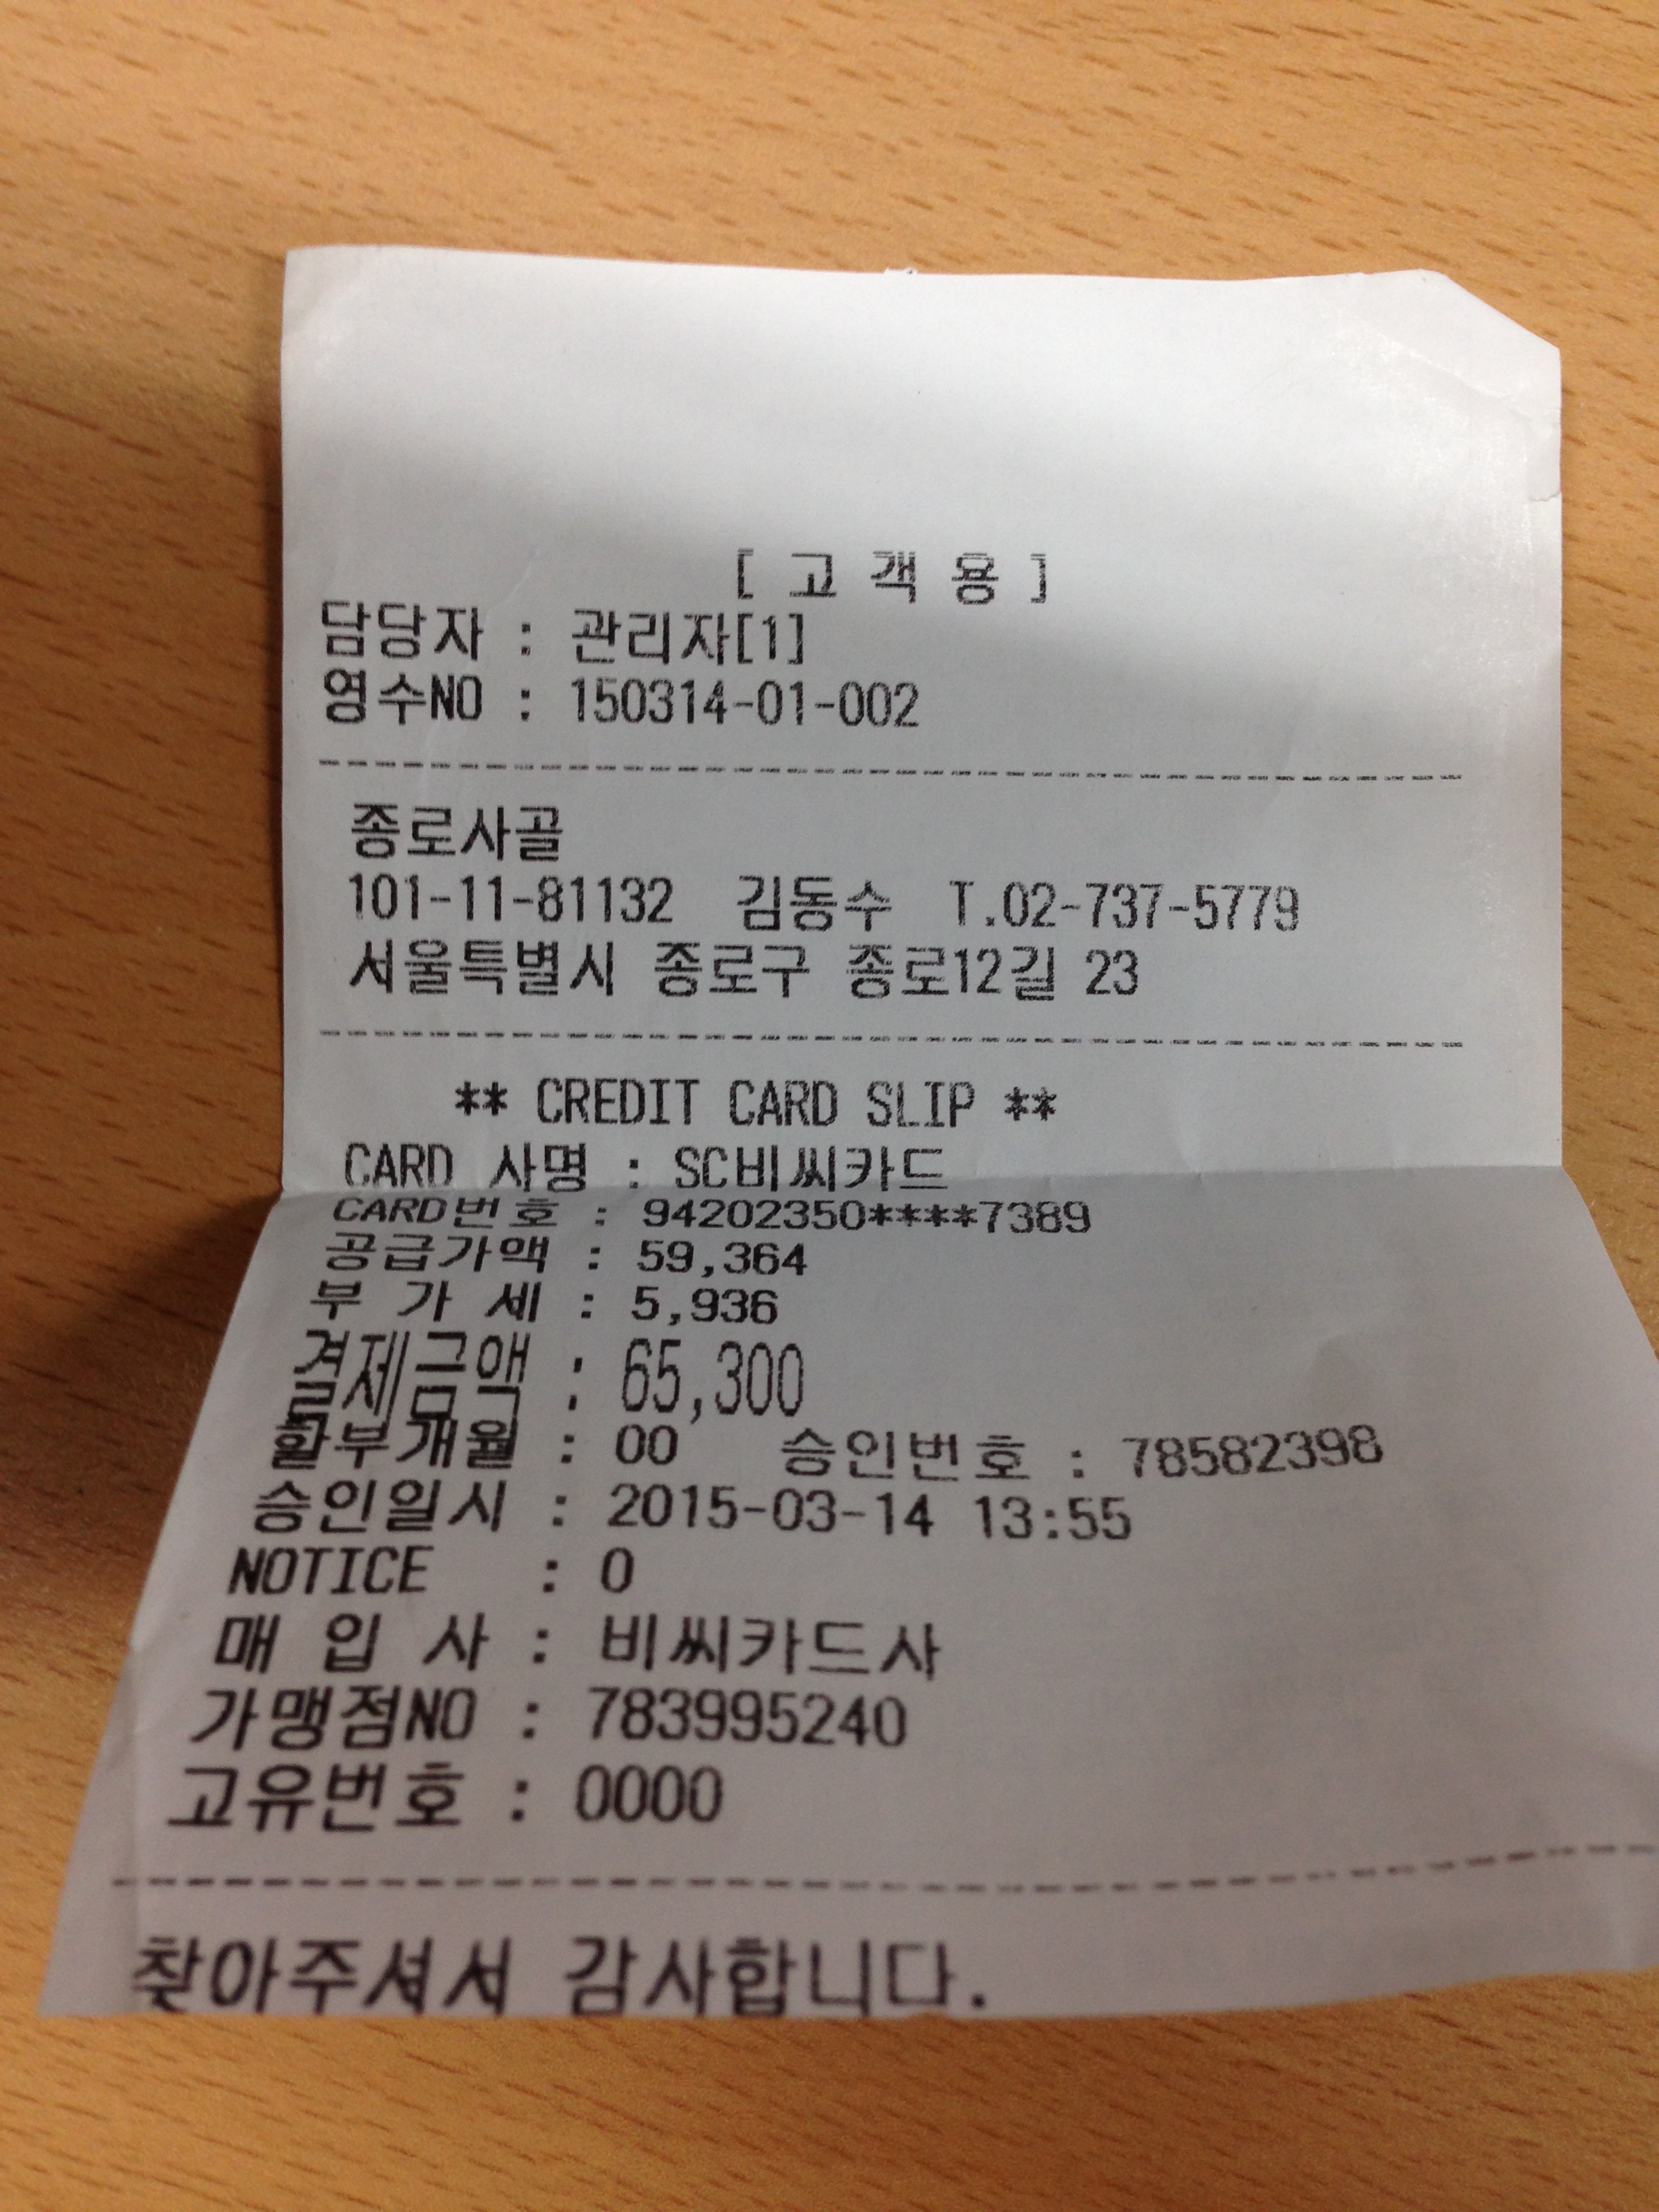 [ 고 객 용 ]
담당자 : 관리자[1]
영수NO : 150314-01-002
종로사골
101-11-81132 김동수 T.02-737-5779
서울특별시 종로구 종로12길 23
** CREDIT CARD SLIP **
CARD 사명 : SC비씨카드
CARD번호 : 94202350****7389
공급가액 : 59,364
부 가 세 : 5,936
결제금액 : 65,300
할부개월 : 00 승인번호 : 78582398
승인일시 : 2015-03-14 13:55
NOTICE : 0
매 입 사 : 비씨카드사
가맹점NO : 783995240
고유번호 : 0000
찾아주셔서 감사합니다.